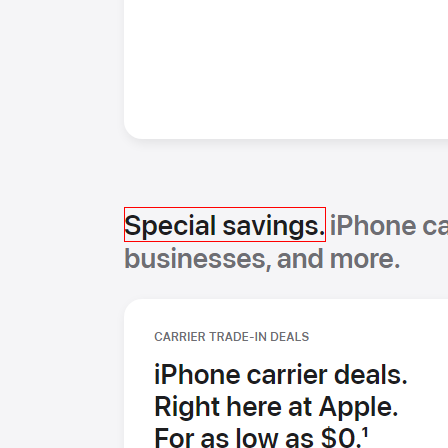 Special savings. iPhone
businesses, and more.
CARRIER TRADE-IN DEALS
iPhone carrier deals.
Right here at Apple.
For as low as $0.¹